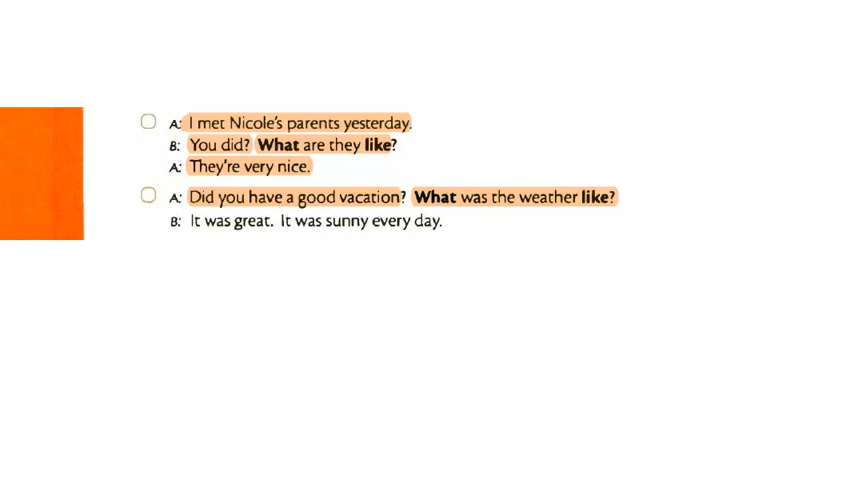 A: I met Nicole's parents yesterday.
B: You did? What are they like?
A: They're very nice.
A: Did you have a good vacation? What was the weather like?
B: It was great. It was sunny every day.